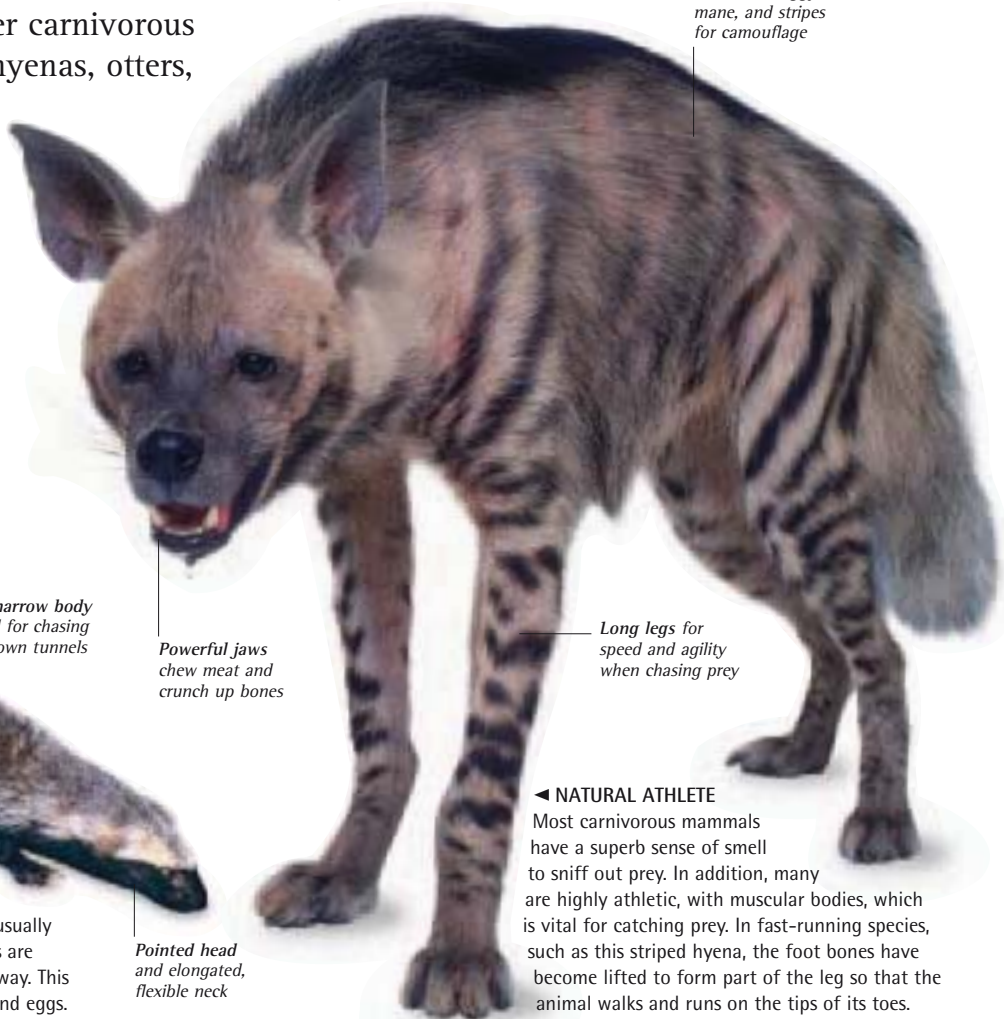 er carnivorous
hyenas, otters,
mane, and stripes
for camouflage
narrow body
for chasing
own tunnels
Powerful jaws
chew meat and
crunch up bones
Long legs for
speed and agility
when chasing prey
◄ NATURAL ATHLETE
Most carnivorous mammals
have a superb sense of smell
to sniff out prey. In addition, many
are highly athletic, with muscular bodies, which
is vital for catching prey. In fast-running species,
such as this striped hyena, the foot bones have
become lifted to form part of the leg so that the
animal walks and runs on the tips of its toes.
usually
s are
way. This
nd eggs.
Pointed head
and elongated,
flexible neck